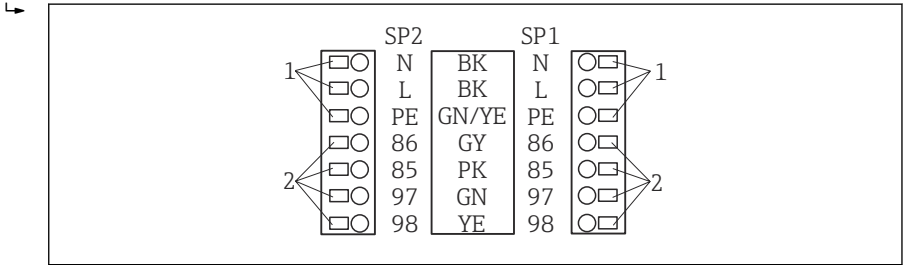 SP2 SP1
1 N BK N 1
L BK L
PE GN/YE PE
86 GY 86
2 85 PK 85 2
97 GN 97
98 YE 98